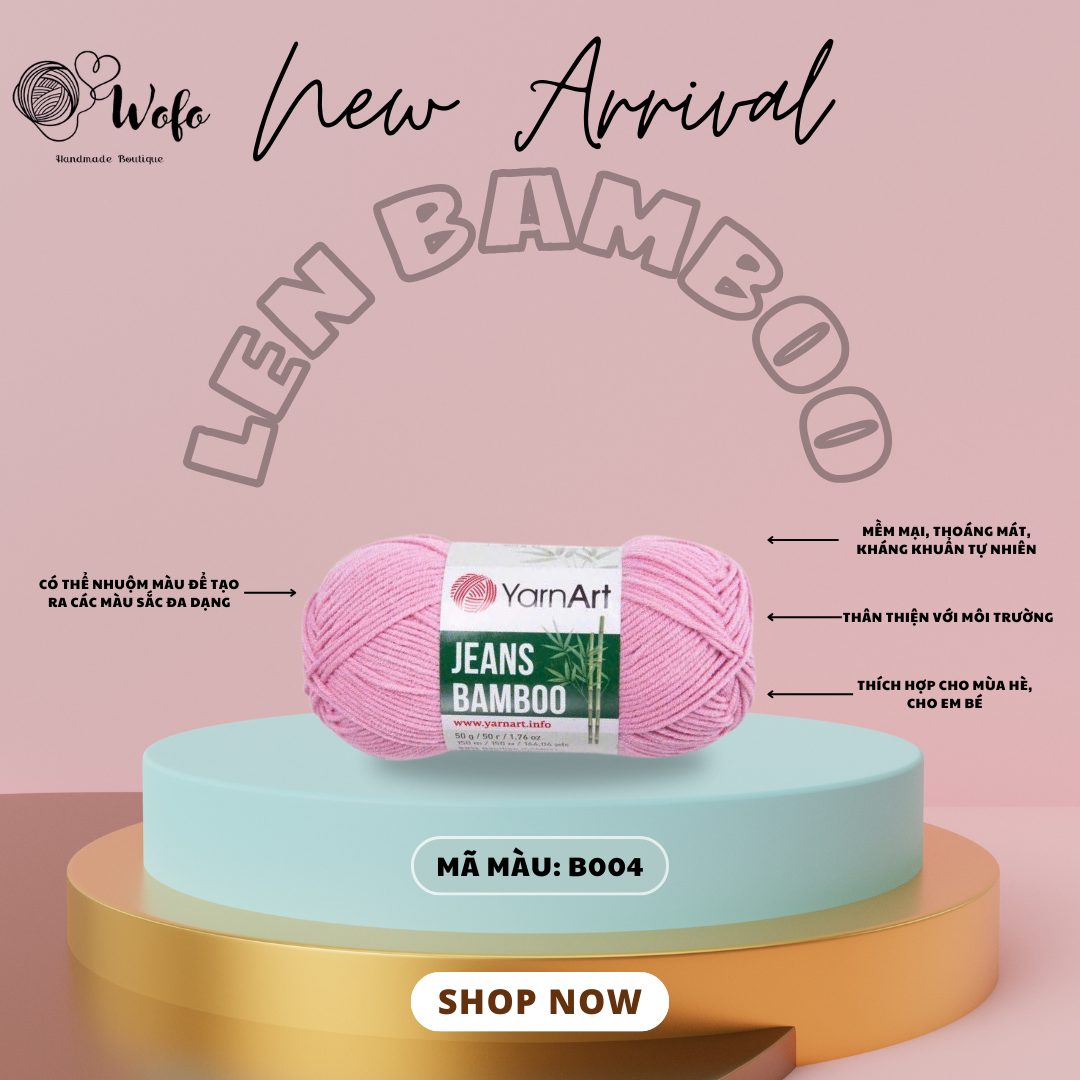 Wofo
Handmade Boutique
New Arrival
LEN BAMBOO
CÓ THỂ NHUỘM MÀU ĐỂ TẠO
RA CÁC MÀU SẮC ĐA DẠNG
MỀM MẠI, THOÁNG MÁT,
KHÁNG KHUẨN TỰ NHIÊN
THÂN THIỆN VỚI MÔI TRƯỜNG
THÍCH HỢP CHO MÙA HÈ,
CHO EM BÉ
YarnArt
JEANS
BAMBOO
www.yarnart.info
50 g / 50 r / 1.76 oz
MÃ MÀU: B004
SHOP NOW